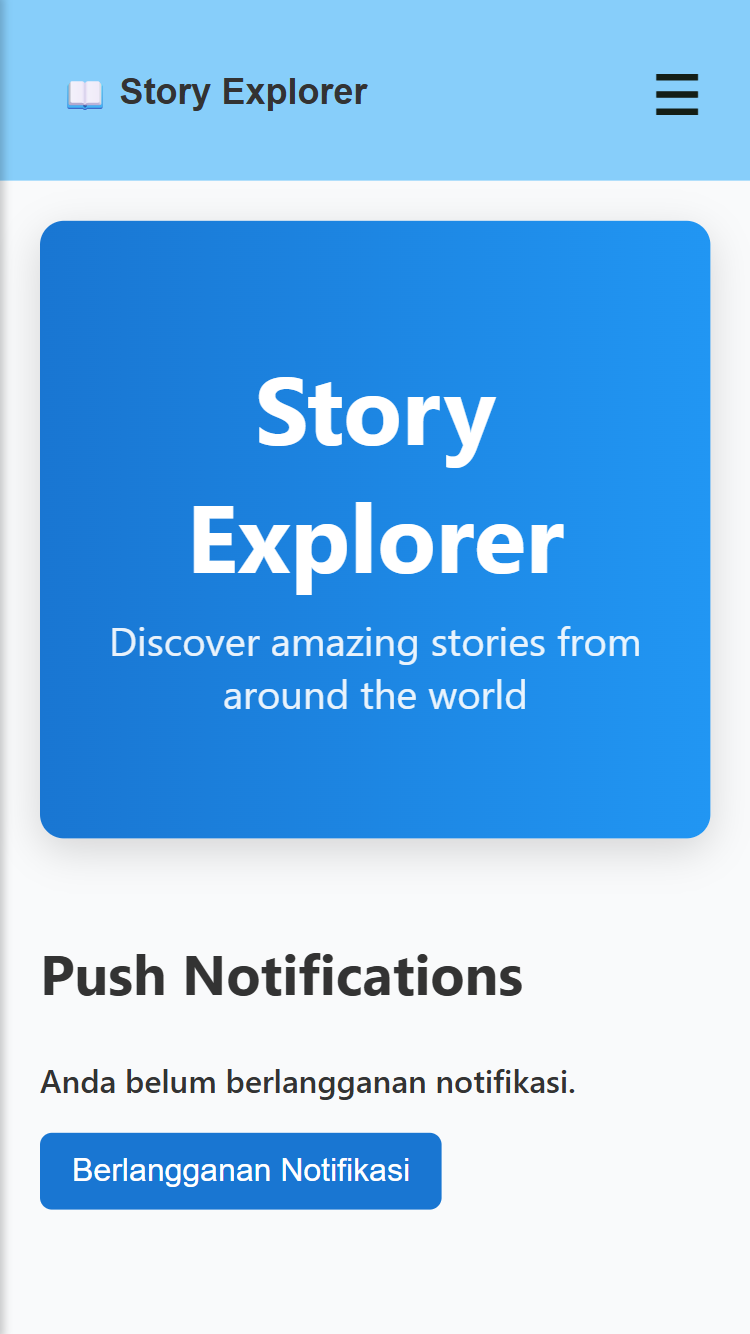 Story Explorer
Story
Explorer
Discover amazing stories from
around the world
Push Notifications
Anda belum berlangganan notifikasi.
Berlangganan Notifikasi